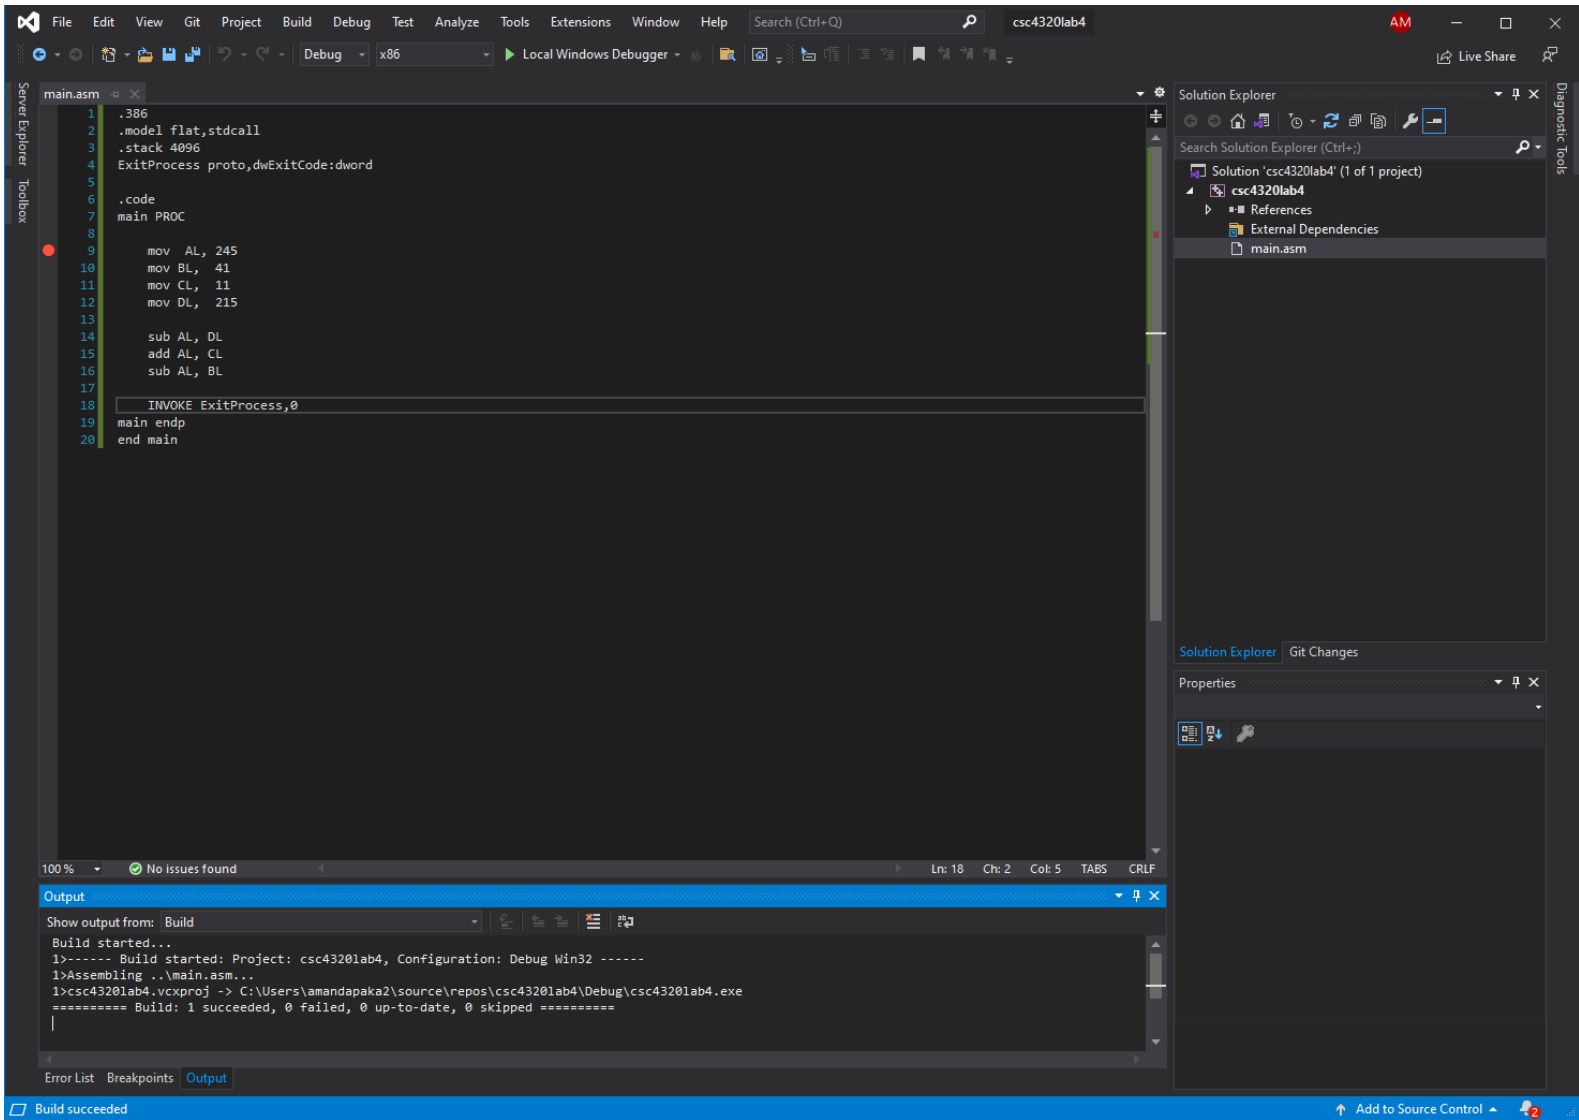 File Edit View Git Project Build Debug Test Analyze Tools Extensions Window Help Search (Ctrl+Q) csc4320lab4 AM
Debug x86 Local Windows Debugger Live Share
Server Explorer
Toolbox
main.asm
1 .386
2 .model flat,stdcall
3 .stack 4096
4 ExitProcess proto,dwExitCode:dword
5
6 .code
7 main PROC
8
9 mov  AL, 245
10 mov BL,  41
11 mov CL,  11
12 mov DL,  215
13
14 sub AL, DL
15 add AL, CL
16 sub AL, BL
17
18 INVOKE ExitProcess,0
19 main endp
20 end main
100 % No issues found Ln: 18 Ch: 2 Col: 5 TABS CRLF
Output
Show output from: Build
Build started...
1>------ Build started: Project: csc4320lab4, Configuration: Debug Win32 ------
1>Assembling ..\main.asm...
1>csc4320lab4.vcxproj -> C:\Users\amandapaka2\source\repos\csc4320lab4\Debug\csc4320lab4.exe
========== Build: 1 succeeded, 0 failed, 0 up-to-date, 0 skipped ==========
Error List Breakpoints Output
Solution Explorer
Search Solution Explorer (Ctrl+;)
Solution 'csc4320lab4' (1 of 1 project)
csc4320lab4
References
External Dependencies
main.asm
Solution Explorer Git Changes
Properties
Diagnostic Tools
Build succeeded Add to Source Control 2